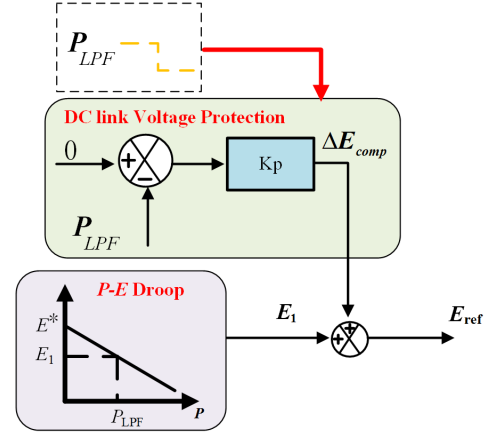 P_LPF
DC link Voltage Protection
0
+
−
Kp
ΔE_comp
P_LPF
P-E Droop
E*
E_1
P_LPF
P
E_1
+
+
E_ref